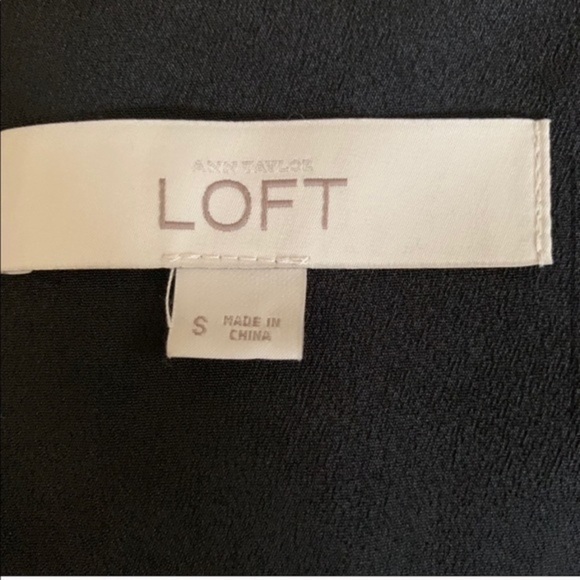 ANN TAYLOR
LOFT
S MADE IN
CHINA